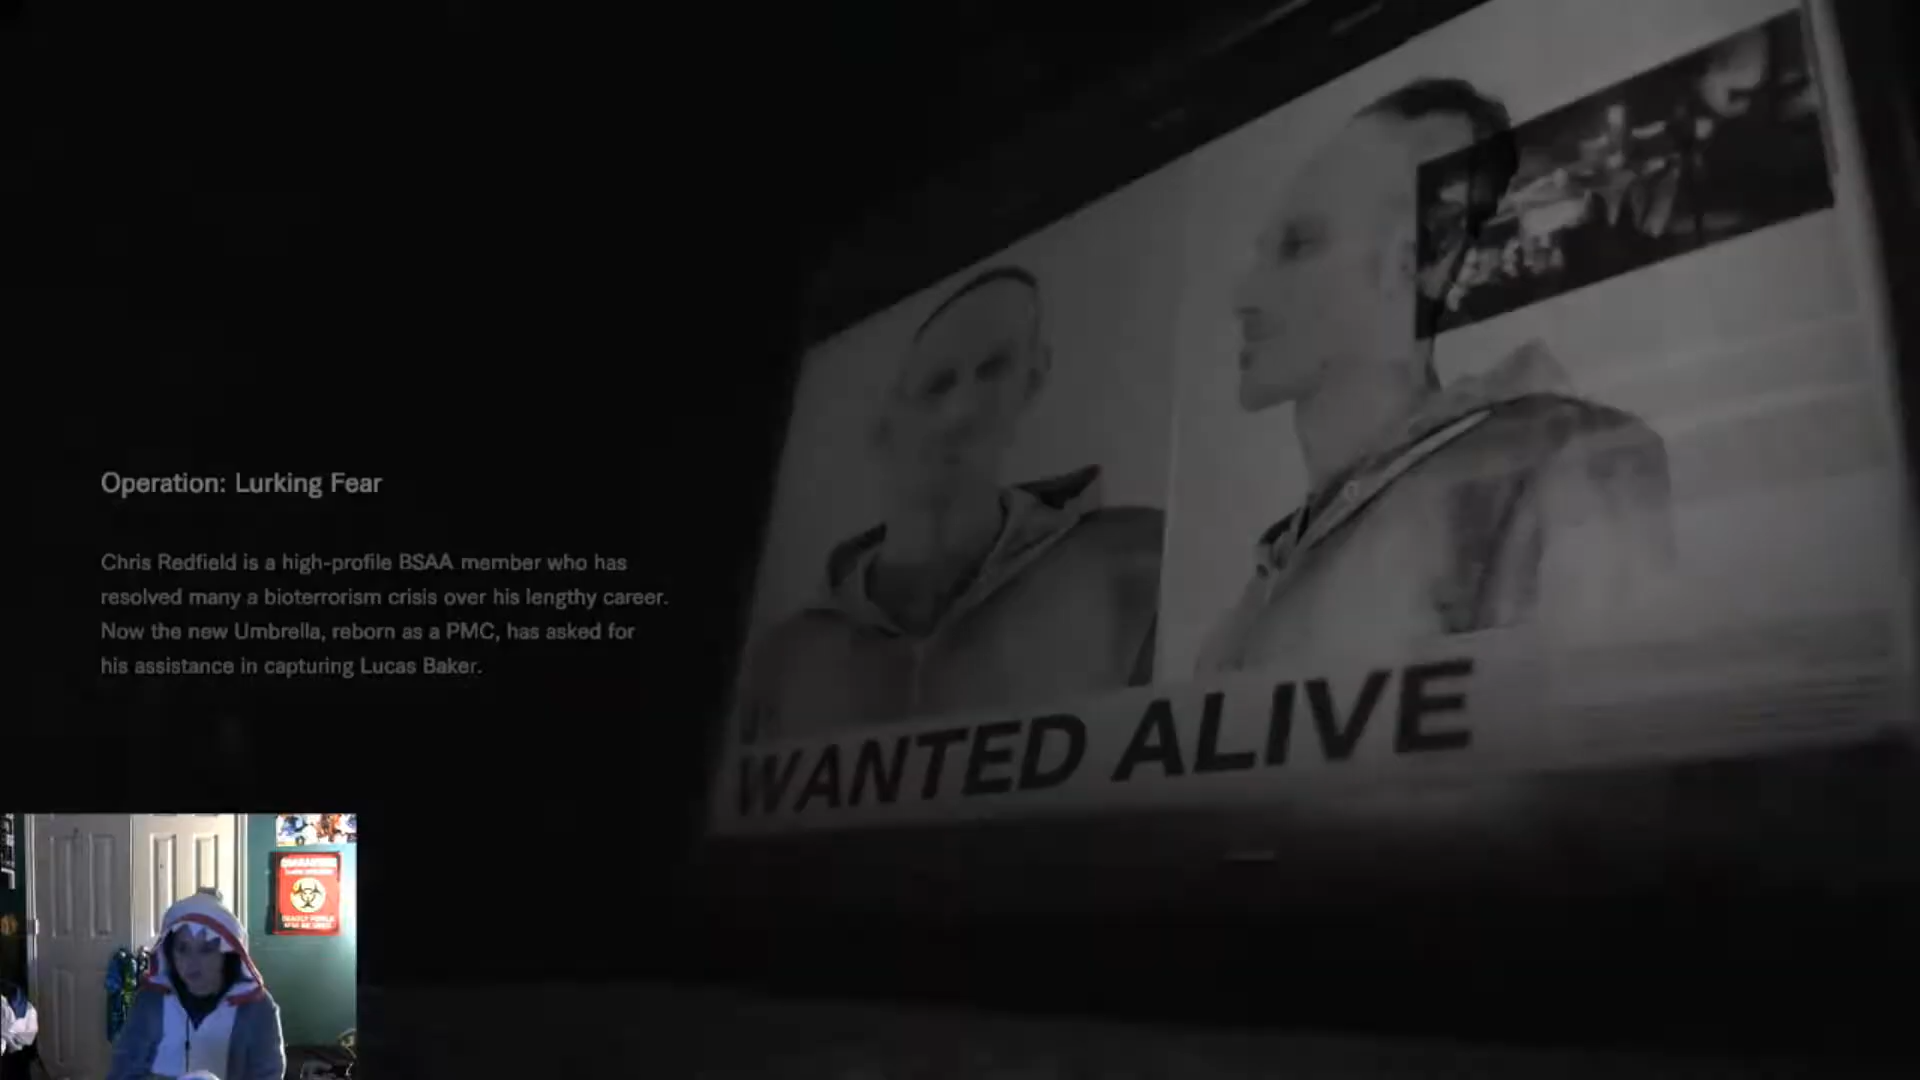 Operation: Lurking Fear
Chris Redfield is a high-profile BSAA member who has
resolved many a bioterrorism crisis over his lengthy career.
Now the new Umbrella, reborn as a PMC, has asked for
his assistance in capturing Lucas Baker.
WANTED ALIVE